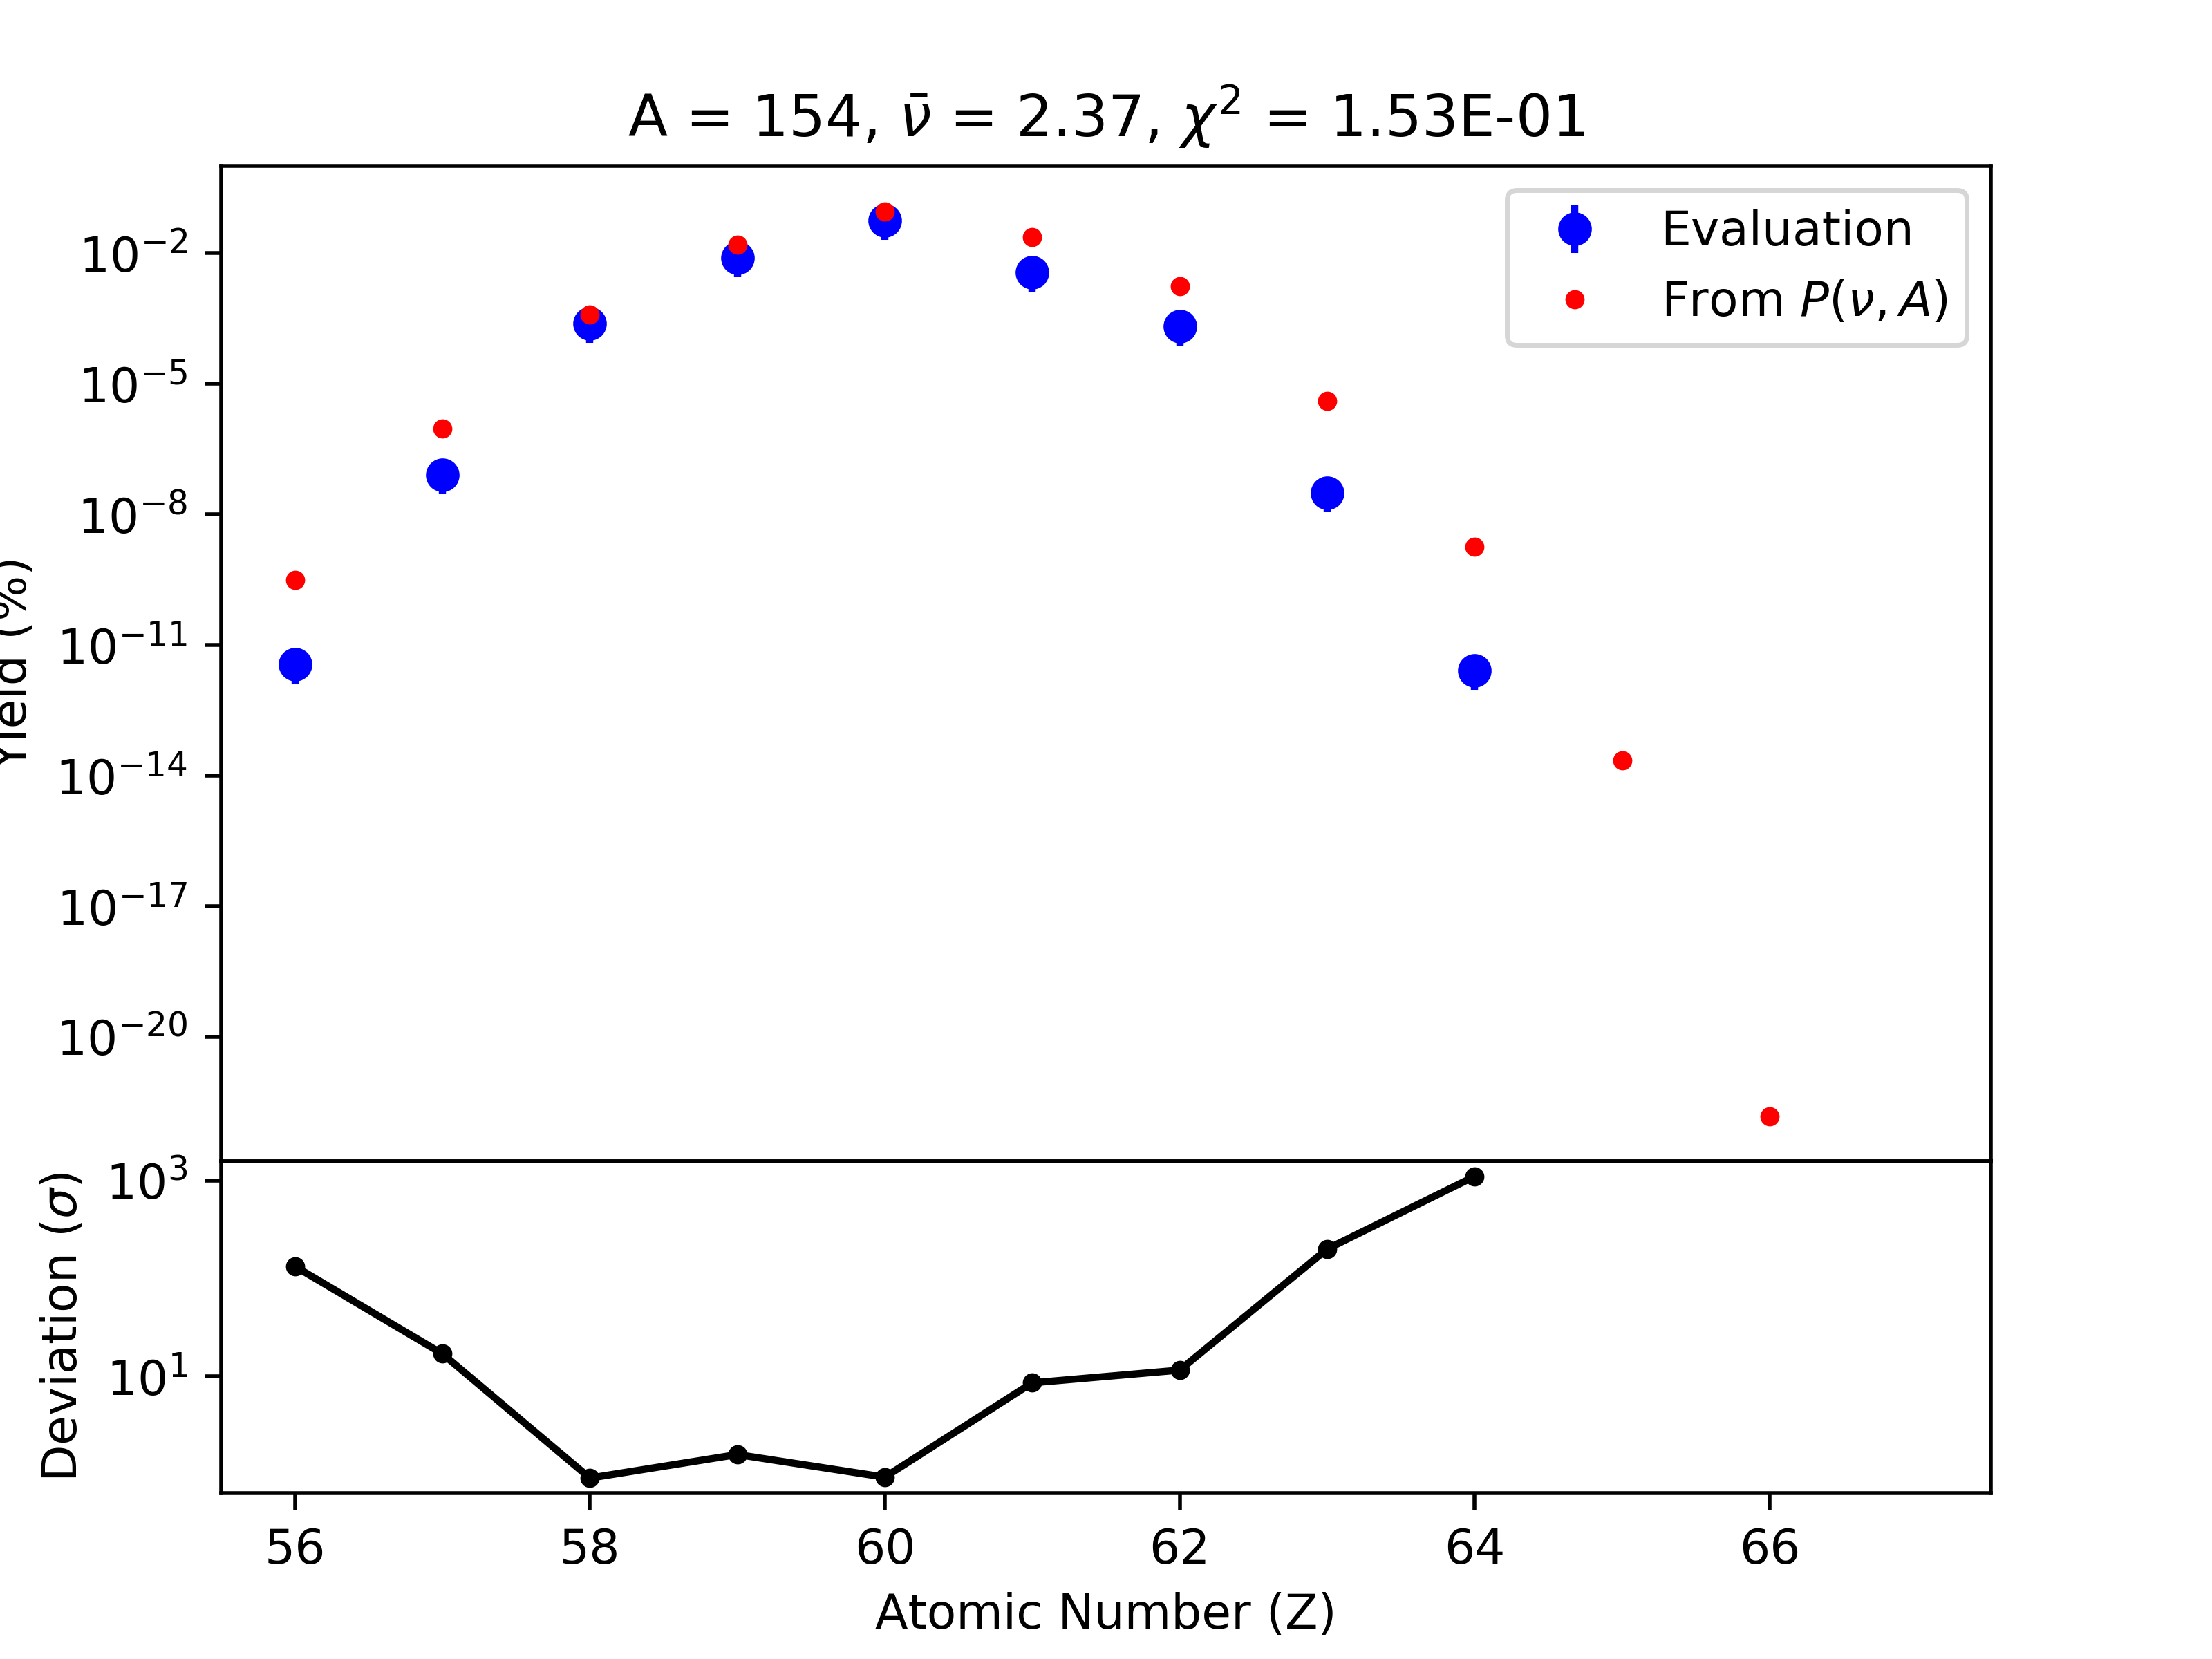 A = 154, ν̄ = 2.37, χ² = 1.53E-01
Evaluation
From P(ν, A)
Yield (%)
10⁻²
10⁻⁵
10⁻⁸
10⁻¹¹
10⁻¹⁴
10⁻¹⁷
10⁻²⁰
Deviation (σ)
10³
10¹
56 58 60 62 64 66
Atomic Number (Z)